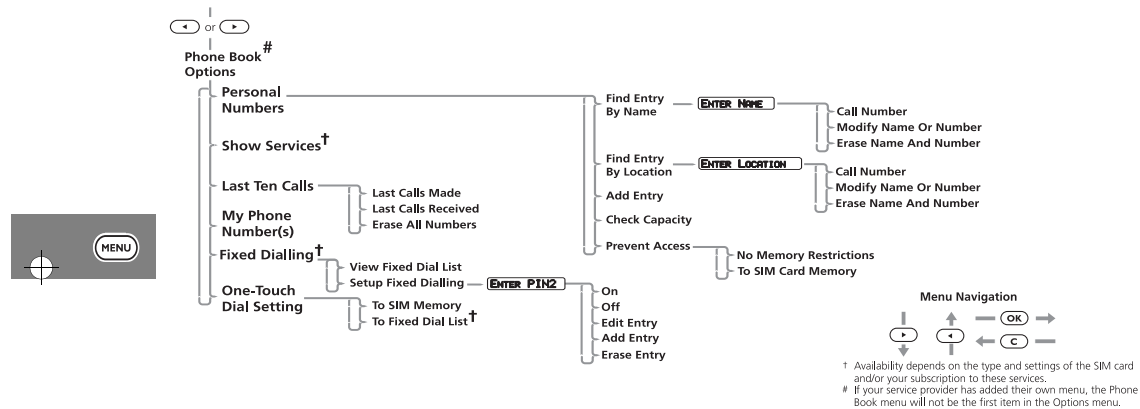 or
Phone Book #
Options
Personal
Numbers
Show Services†
Last Ten Calls
Last Calls Made
Last Calls Received
Erase All Numbers
My Phone
Number(s)
Fixed Dialling†
View Fixed Dial List
Setup Fixed Dialling
ENTER PIN2
On
Off
Edit Entry
Add Entry
Erase Entry
One-Touch
Dial Setting
To SIM Memory
To Fixed Dial List†
Find Entry
By Name
ENTER NAME
Call Number
Modify Name Or Number
Erase Name And Number
Find Entry
By Location
ENTER LOCATION
Call Number
Modify Name Or Number
Erase Name And Number
Add Entry
Check Capacity
Prevent Access
No Memory Restrictions
To SIM Card Memory
MENU
Menu Navigation
OK
C
† Availability depends on the type and settings of the SIM card
and/or your subscription to these services.
# If your service provider has added their own menu, the Phone
Book menu will not be the first item in the Options menu.